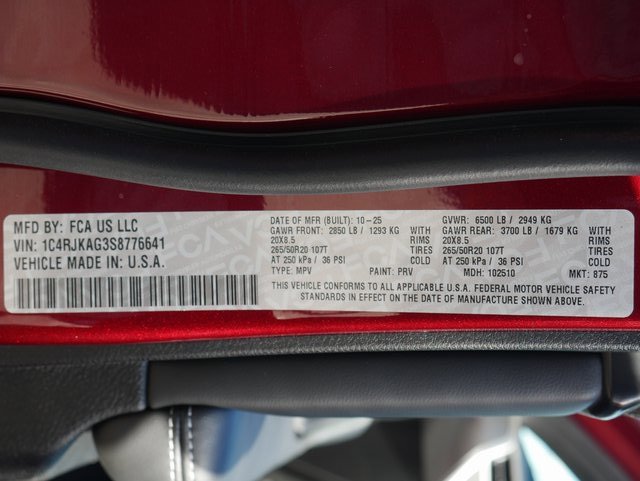 MFD BY: FCA US LLC
VIN: 1C4RJKAG3S8776641
VEHICLE MADE IN: U.S.A.
DATE OF MFR (BUILT): 10-25 GVWR: 6500 LB / 2949 KG
GAWR FRONT: 2850 LB / 1293 KG WITH GAWR REAR: 3700 LB / 1679 KG WITH
20X8.5 RIMS 20X8.5 RIMS
265/50R20 107T TIRES 265/50R20 107T TIRES
AT 250 kPa / 36 PSI COLD AT 250 kPa / 36 PSI COLD
TYPE: MPV PAINT: PRV MDH: 102510 MKT: 875
THIS VEHICLE CONFORMS TO ALL APPLICABLE U.S.A. FEDERAL MOTOR VEHICLE SAFETY
STANDARDS IN EFFECT ON THE DATE OF MANUFACTURE SHOWN ABOVE.